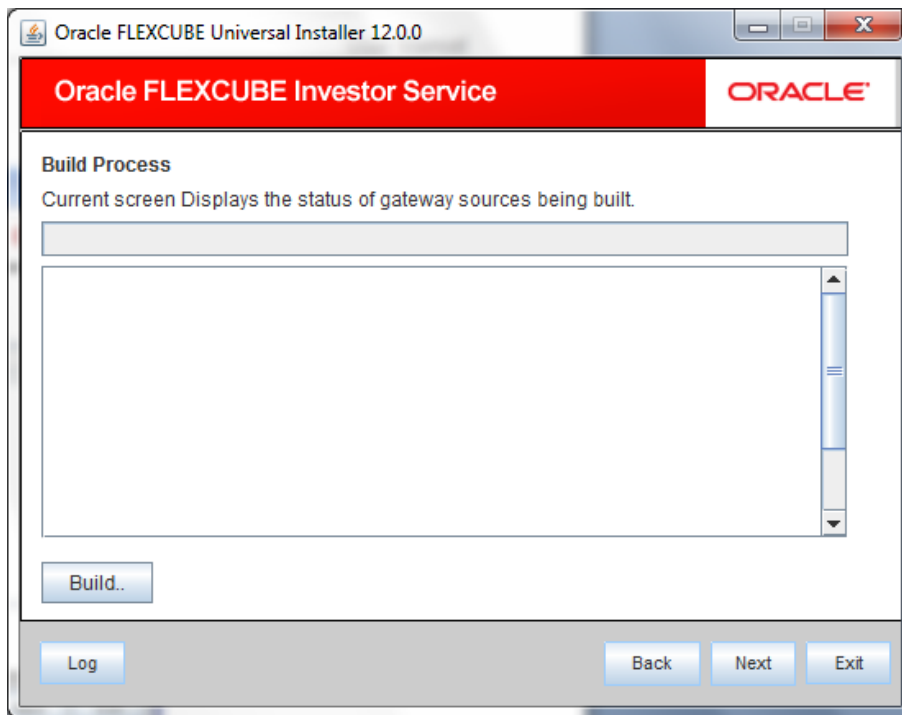 Oracle FLEXCUBE Universal Installer 12.0.0
Oracle FLEXCUBE Investor Service
ORACLE
Build Process
Current screen Displays the status of gateway sources being built.
Build..
Log
Back
Next
Exit